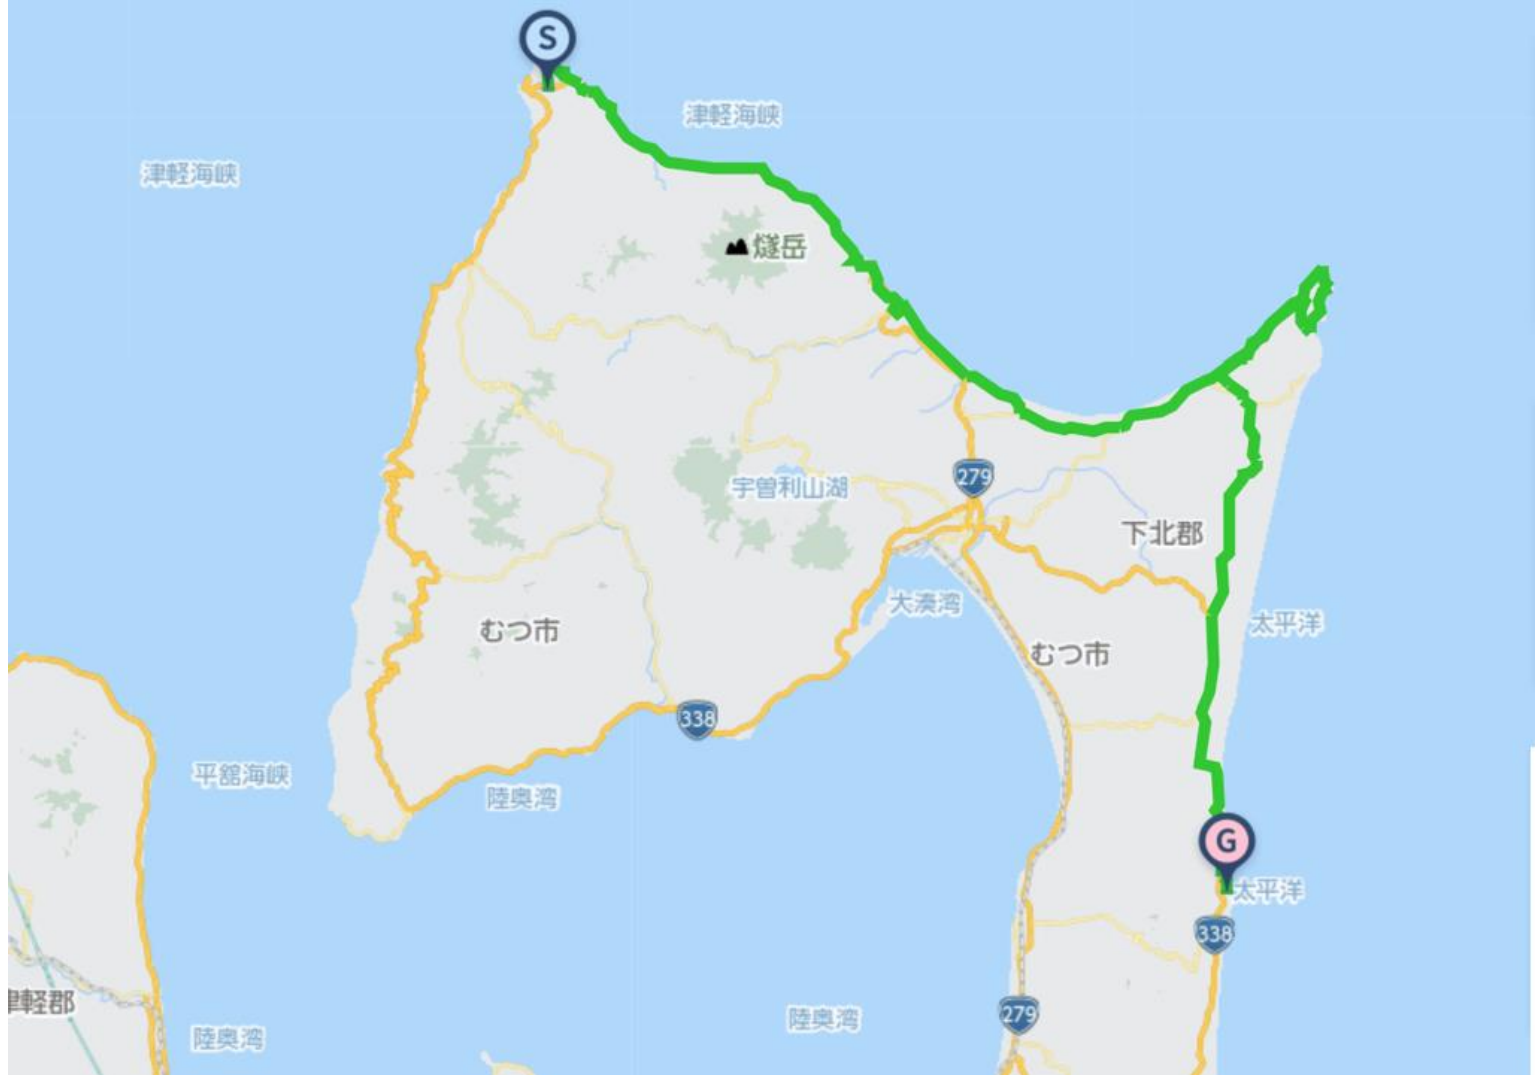 S
津軽海峡
津軽海峡
燧岳
279
宇曽利山湖
下北郡
大湊湾
太平洋
むつ市
むつ市
338
平舘海峡
陸奥湾
G
太平洋
338
津軽郡
279
陸奥湾
陸奥湾